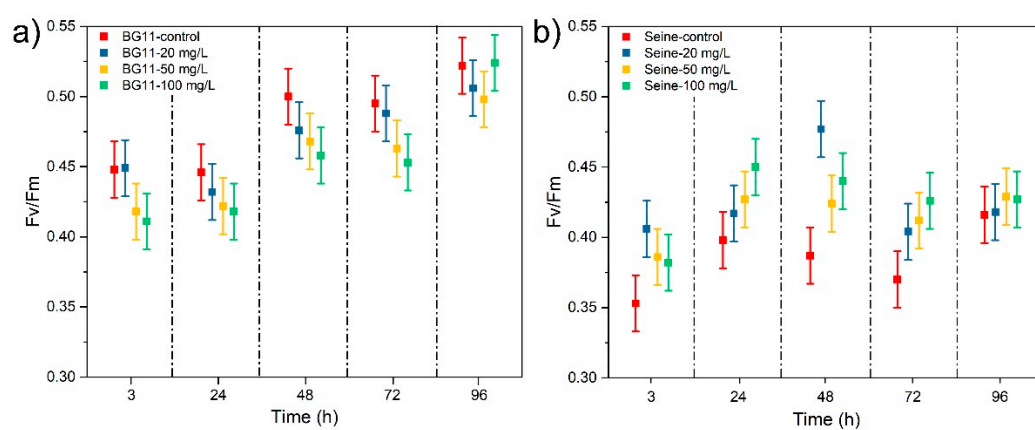 a)
BG11-control
BG11-20 mg/L
BG11-50 mg/L
BG11-100 mg/L
Fv/Fm
0.55
0.50
0.45
0.40
0.35
0.30
3 24 48 72 96
Time (h)
b)
Seine-control
Seine-20 mg/L
Seine-50 mg/L
Seine-100 mg/L
Fv/Fm
0.55
0.50
0.45
0.40
0.35
0.30
3 24 48 72 96
Time (h)